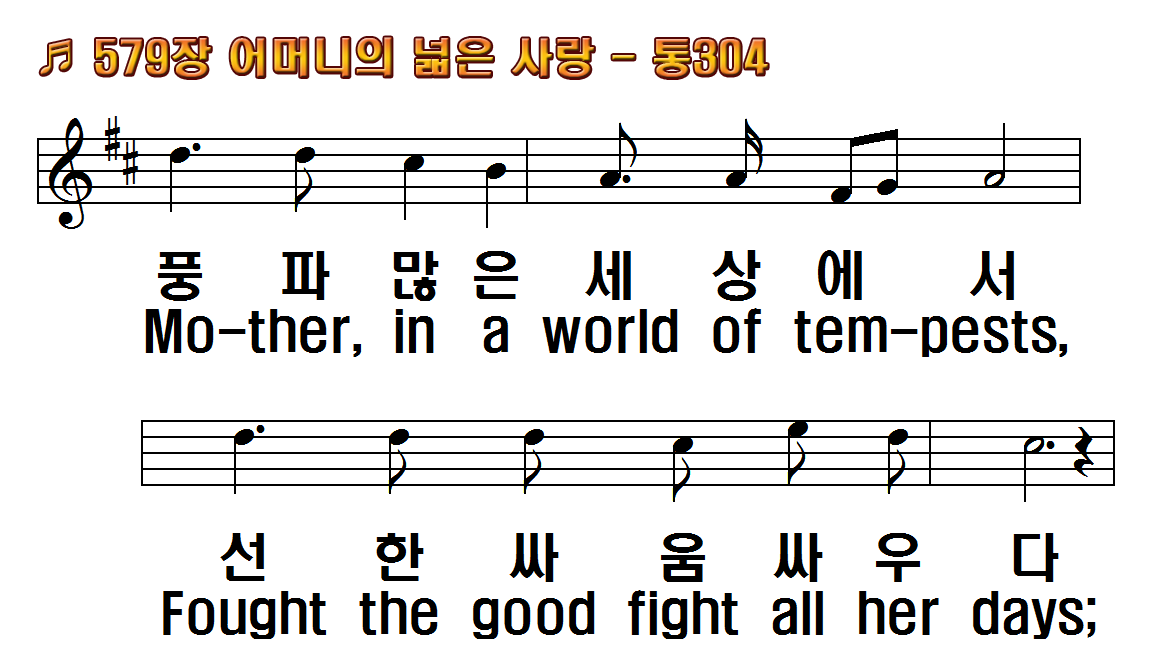 ♬ 579장 어머니의 넓은 사랑 - 통304
풍 파 많 은 세 상 에 서
Mo-ther, in a world of tem-pests,
선 한 싸 움 싸 우 다
Fought the good fight all her days;